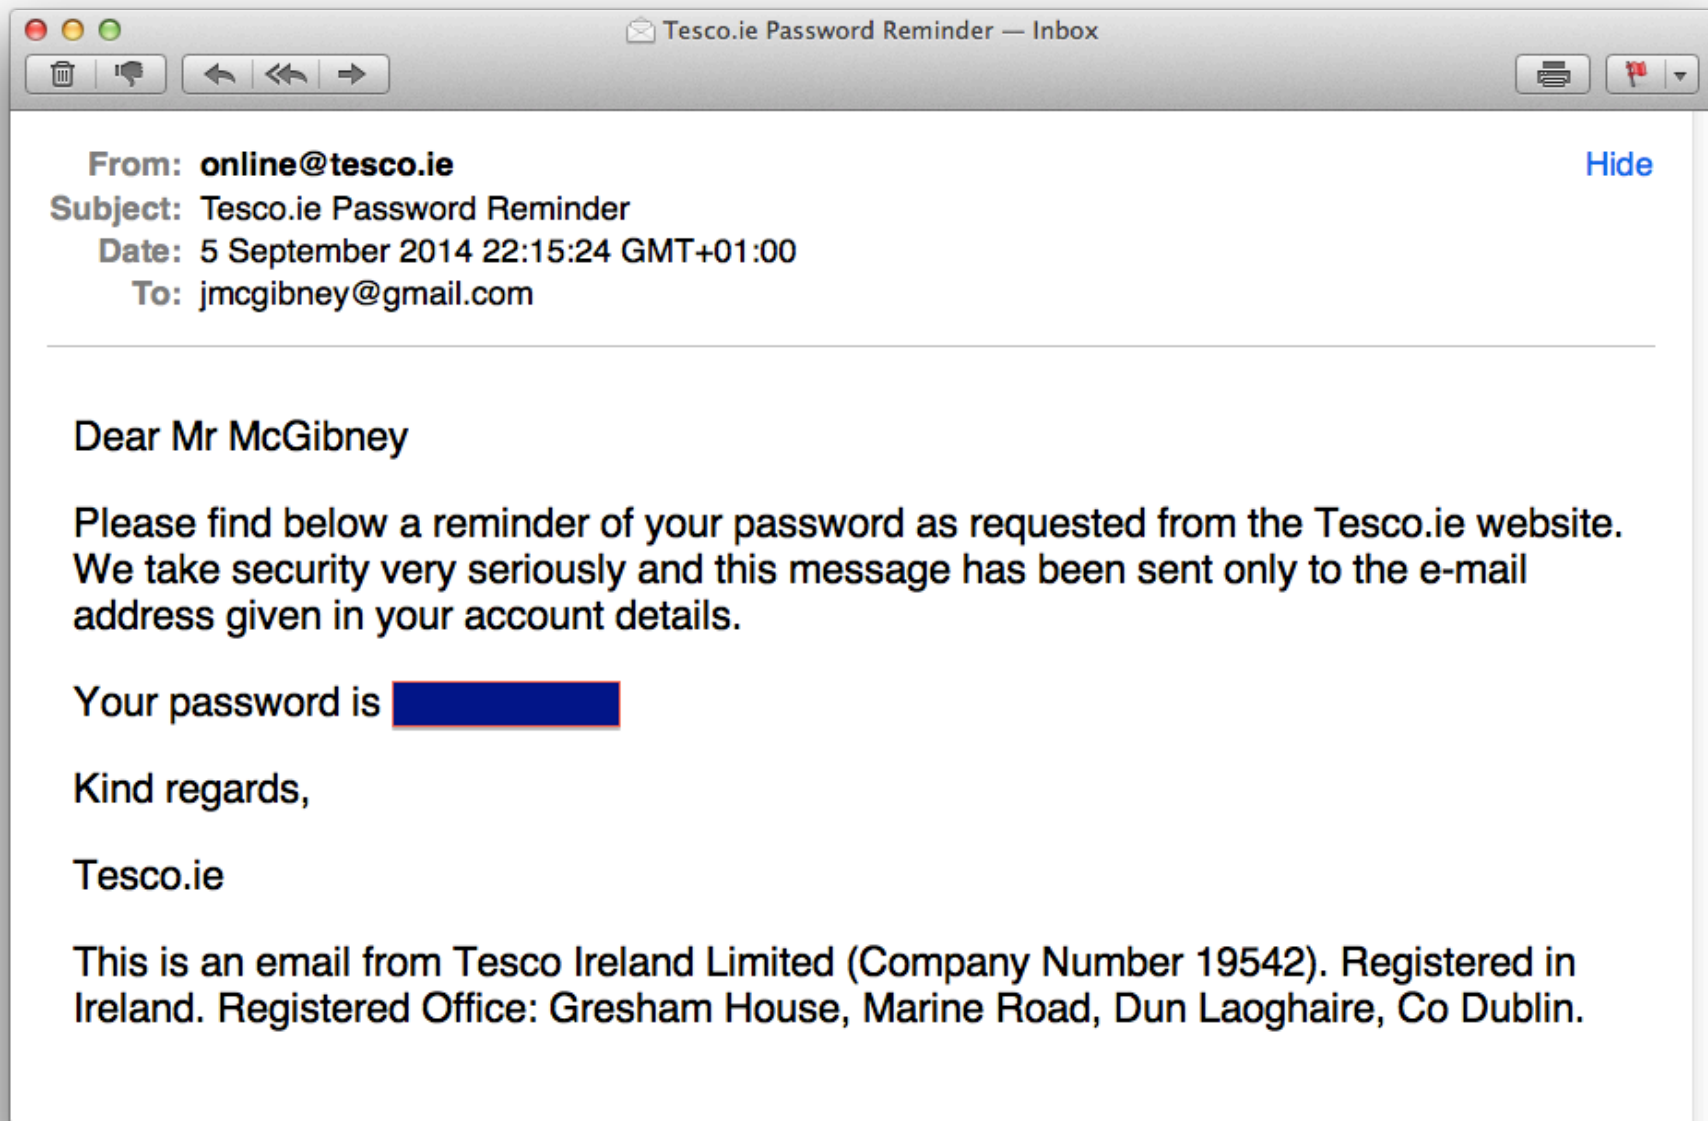 Tesco.ie Password Reminder — Inbox
From: online@tesco.ie
Hide
Subject: Tesco.ie Password Reminder
Date: 5 September 2014 22:15:24 GMT+01:00
To: jmcgibney@gmail.com
Dear Mr McGibney
Please find below a reminder of your password as requested from the Tesco.ie website.
We take security very seriously and this message has been sent only to the e-mail
address given in your account details.
Your password is
Kind regards,
Tesco.ie
This is an email from Tesco Ireland Limited (Company Number 19542). Registered in
Ireland. Registered Office: Gresham House, Marine Road, Dun Laoghaire, Co Dublin.